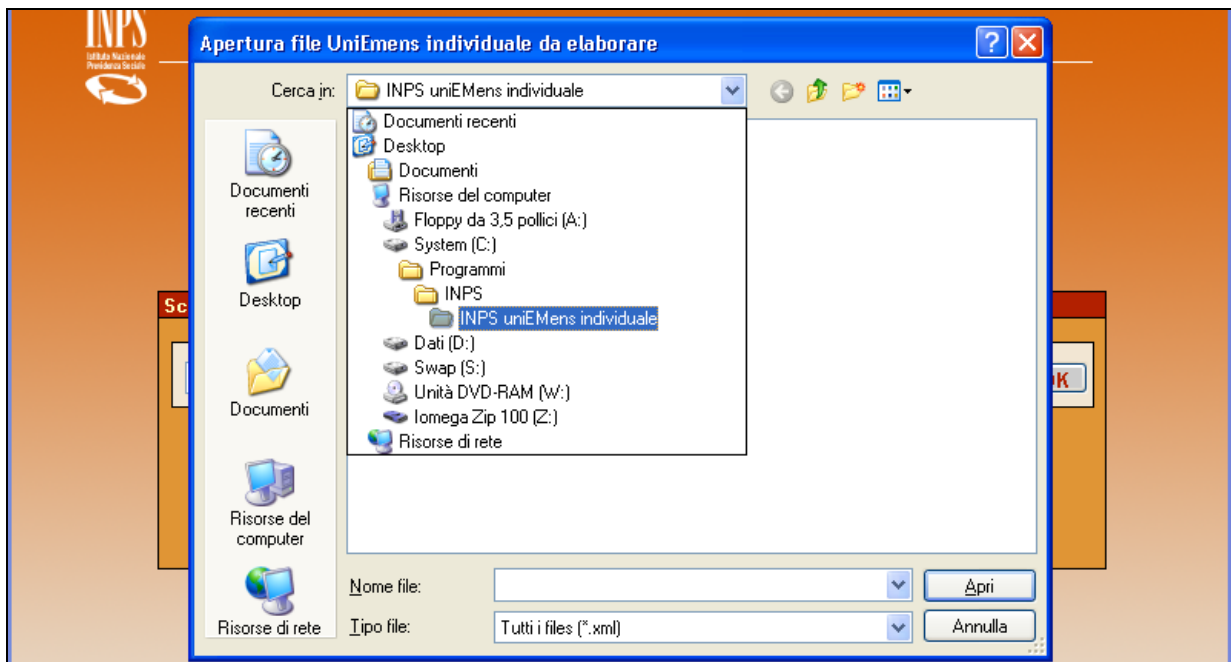 INPS
Istituto Nazionale
Previdenza Sociale
Apertura file UniEmens individuale da elaborare
Cerca in:
INPS uniEMens individuale
Documenti recenti
Desktop
Documenti
Risorse del computer
Floppy da 3,5 pollici (A:)
System (C:)
Programmi
INPS
INPS uniEMens individuale
Dati (D:)
Swap (S:)
Unità DVD-RAM (W:)
Iomega Zip 100 (Z:)
Risorse di rete
Documenti
recenti
Desktop
Documenti
Risorse del
computer
Risorse di rete
Sc
K
Nome file:
Apri
Tipo file:
Tutti i files (*.xml)
Annulla